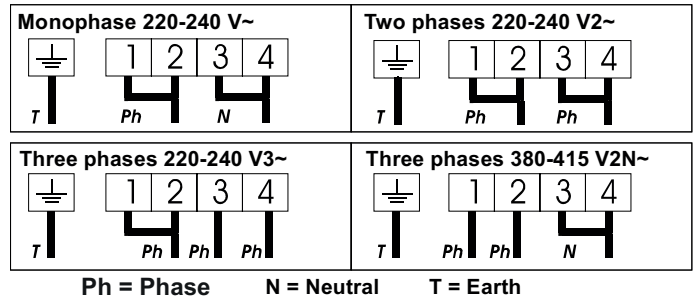 Monophase 220-240 V~
1 2 3 4
T Ph N
Two phases 220-240 V2~
1 2 3 4
T Ph Ph
Three phases 220-240 V3~
1 2 3 4
T Ph Ph Ph
Three phases 380-415 V2N~
1 2 3 4
T Ph Ph N
Ph = Phase N = Neutral T = Earth